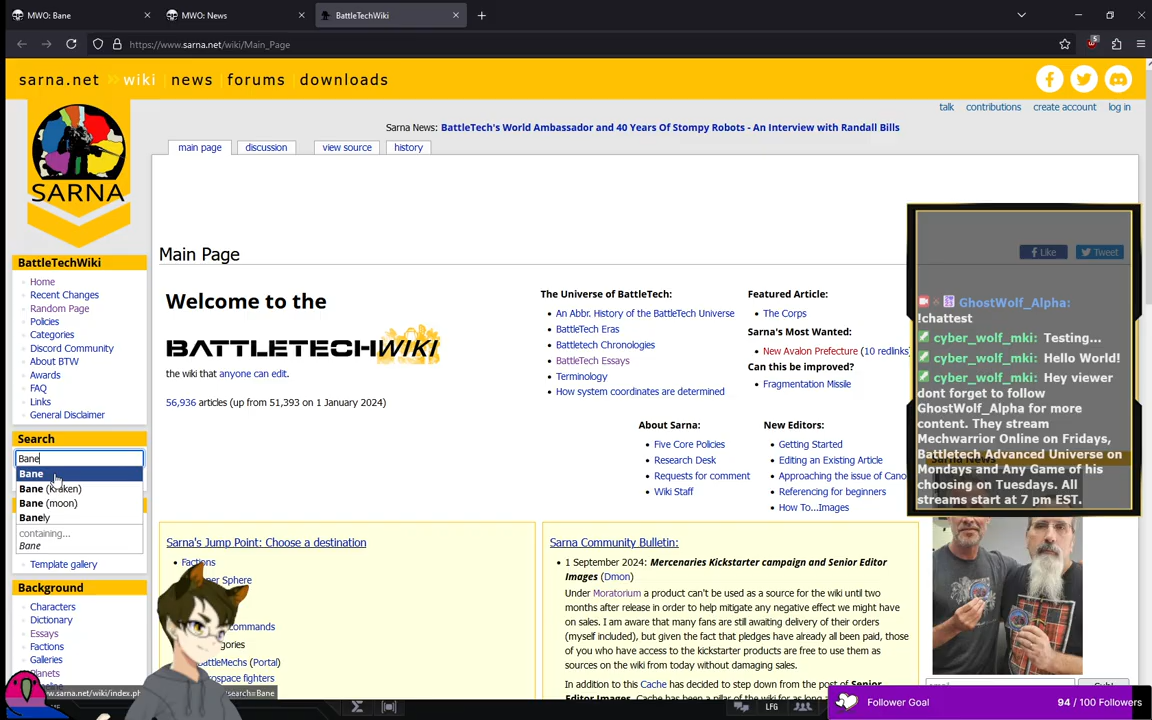 MWO: Bane
MWO: News
BattleTechWiki
https://www.sarna.net/wiki/Main_Page
5
sarna.net >> wiki news forums downloads
talk contributions create account log in
Sarna News: BattleTech's World Ambassador and 40 Years Of Stompy Robots - An Interview with Randall Bills
main page discussion view source history
SARNA
BattleTechWiki
Home
Recent Changes
Random Page
Policies
Categories
Discord Community
About BTW
Awards
FAQ
Links
General Disclaimer
Search
Bane
Bane
Bane (Kraken)
Bane (moon)
Banely
containing...
Bane
Template gallery
Background
Characters
Dictionary
Essays
Factions
Galleries
Planets
Main Page
Like Tweet
Welcome to the
BATTLETECHWIKI
the wiki that anyone can edit.
56,936 articles (up from 51,393 on 1 January 2024)
The Universe of BattleTech:
An Abbr. History of the BattleTech Universe
BattleTech Eras
Battletech Chronologies
BattleTech Essays
Terminology
How system coordinates are determined
Featured Article:
The Corps
Sarna's Most Wanted:
New Avalon Prefecture (10 redlinks)
Can this be improved?
Fragmentation Missile
About Sarna:
Five Core Policies
Research Desk
Requests for comment
Wiki Staff
New Editors:
Getting Started
Editing an Existing Article
Approaching the issue of Cano
Referencing for beginners
How To...Images
GhostWolf_Alpha:
!chattest
cyber_wolf_mki: Testing...
cyber_wolf_mki: Hello World!
cyber_wolf_mki: Hey viewer
dont forget to follow
GhostWolf_Alpha for more
content. They stream
Mechwarrior Online on Fridays,
Battletech Advanced Universe on
Mondays and Any Game of his
choosing on Tuesdays. All
streams start at 7 pm EST.
Sarna's Jump Point: Choose a destination
Factions
ner Sphere
ommands
gories
BattleMechs (Portal)
rospace fighters
Sarna Community Bulletin:
1 September 2024: Mercenaries Kickstarter campaign and Senior Editor
Images (Dmon)
Under Moratorium a product can't be used as a source for the wiki until two
months after release in order to help mitigate any negative effect we might have
on sales. I am aware that many fans are still awaiting delivery of their orders
(myself included), but given the fact that pledges have already all been paid, those
of you who have access to the kickstarter products are free to use them as
sources on the wiki from today without damaging sales.
In addition to this Cache has decided to step down from the post of Senior
LFG
Follower Goal 94 / 100 Followers